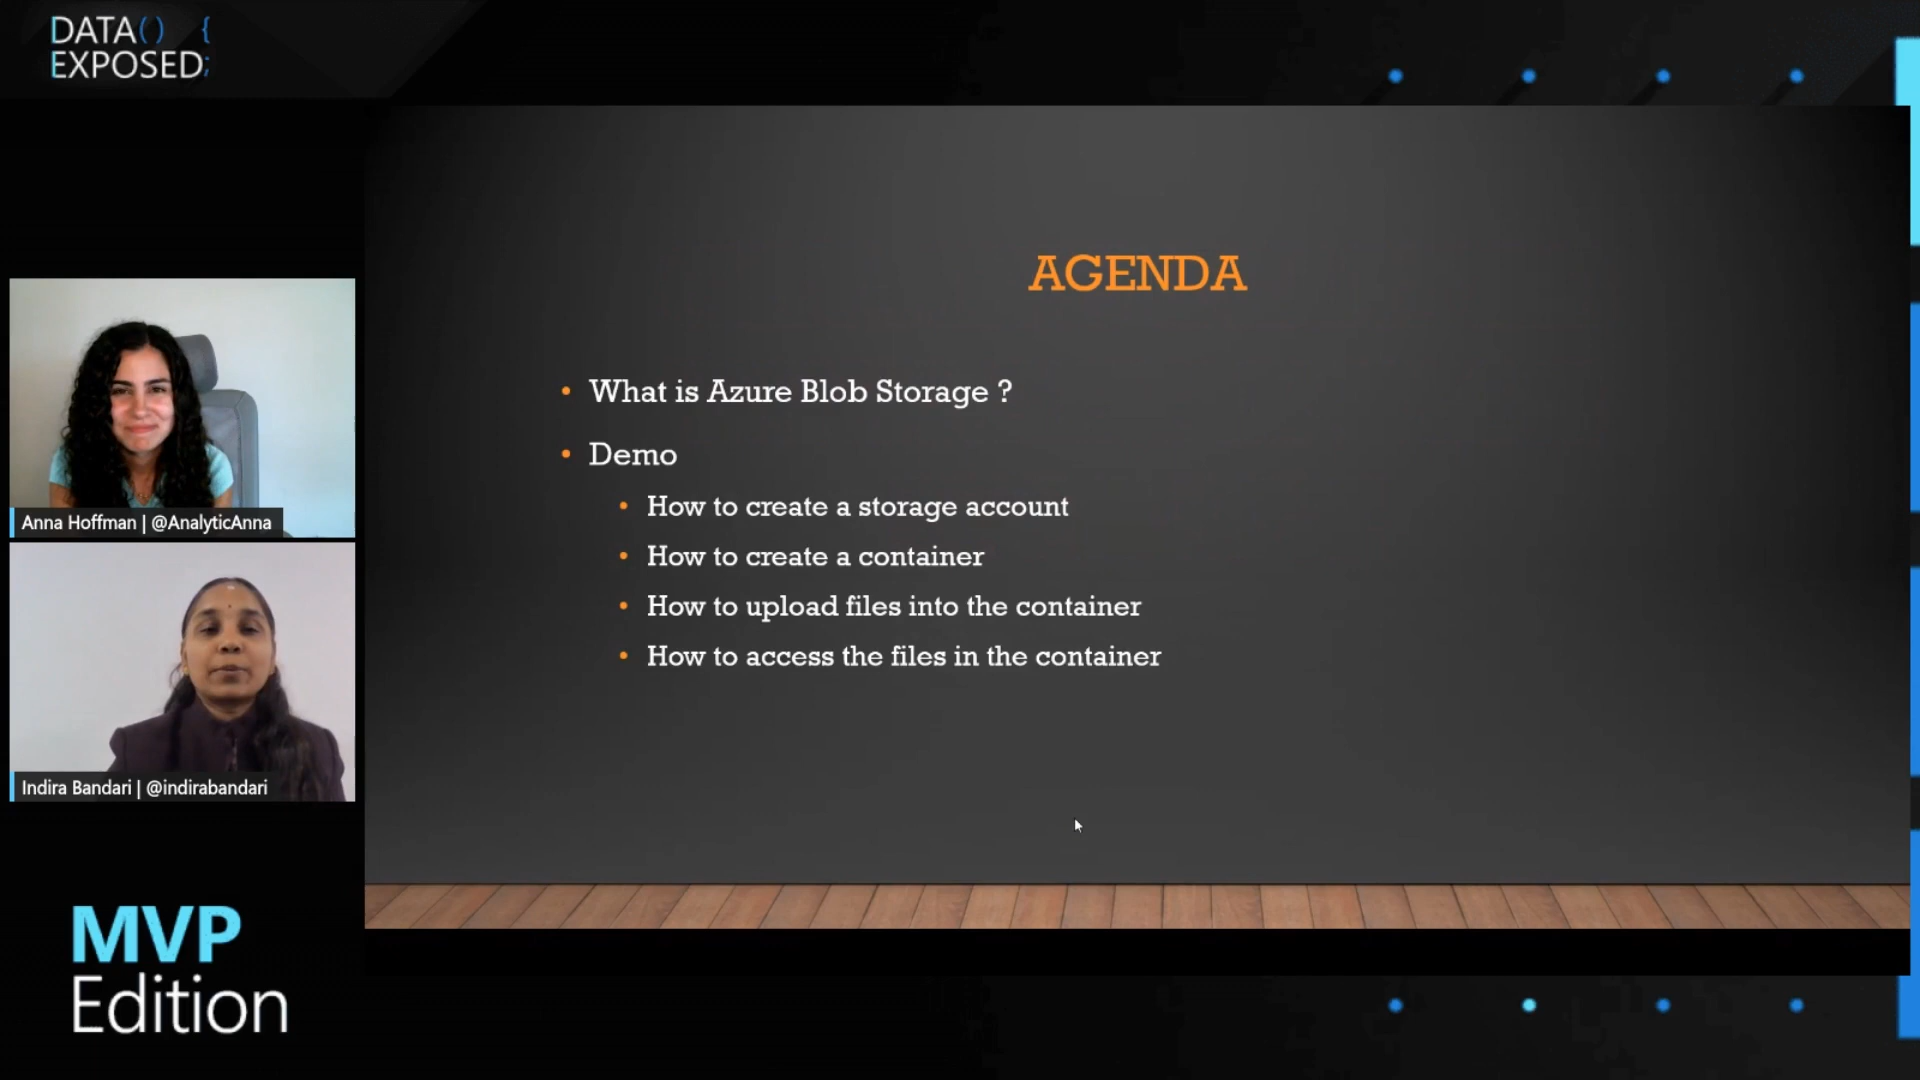 DATA() {
EXPOSED;
AGENDA
• What is Azure Blob Storage ?
• Demo
• How to create a storage account
• How to create a container
• How to upload files into the container
• How to access the files in the container
Anna Hoffman | @AnalyticAnna
Indira Bandari | @indirabandari
MVP
Edition